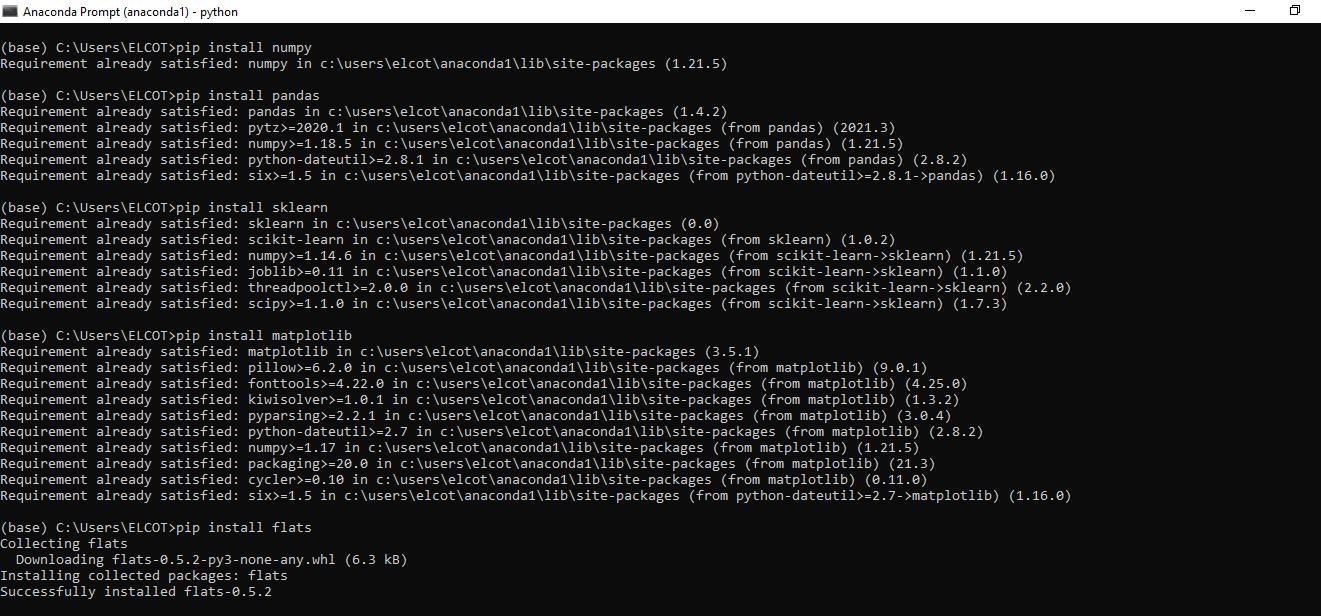 Anaconda Prompt (anaconda1) - python
(base) C:\Users\ELCOT>pip install numpy
Requirement already satisfied: numpy in c:\users\elcot\anaconda1\lib\site-packages (1.21.5)
(base) C:\Users\ELCOT>pip install pandas
Requirement already satisfied: pandas in c:\users\elcot\anaconda1\lib\site-packages (1.4.2)
Requirement already satisfied: pytz>=2020.1 in c:\users\elcot\anaconda1\lib\site-packages (from pandas) (2021.3)
Requirement already satisfied: numpy>=1.18.5 in c:\users\elcot\anaconda1\lib\site-packages (from pandas) (1.21.5)
Requirement already satisfied: python-dateutil>=2.8.1 in c:\users\elcot\anaconda1\lib\site-packages (from pandas) (2.8.2)
Requirement already satisfied: six>=1.5 in c:\users\elcot\anaconda1\lib\site-packages (from python-dateutil>=2.8.1->pandas) (1.16.0)
(base) C:\Users\ELCOT>pip install sklearn
Requirement already satisfied: sklearn in c:\users\elcot\anaconda1\lib\site-packages (0.0)
Requirement already satisfied: scikit-learn in c:\users\elcot\anaconda1\lib\site-packages (from sklearn) (1.0.2)
Requirement already satisfied: numpy>=1.14.6 in c:\users\elcot\anaconda1\lib\site-packages (from scikit-learn->sklearn) (1.21.5)
Requirement already satisfied: joblib>=0.11 in c:\users\elcot\anaconda1\lib\site-packages (from scikit-learn->sklearn) (1.1.0)
Requirement already satisfied: threadpoolctl>=2.0.0 in c:\users\elcot\anaconda1\lib\site-packages (from scikit-learn->sklearn) (2.2.0)
Requirement already satisfied: scipy>=1.1.0 in c:\users\elcot\anaconda1\lib\site-packages (from scikit-learn->sklearn) (1.7.3)
(base) C:\Users\ELCOT>pip install matplotlib
Requirement already satisfied: matplotlib in c:\users\elcot\anaconda1\lib\site-packages (3.5.1)
Requirement already satisfied: pillow>=6.2.0 in c:\users\elcot\anaconda1\lib\site-packages (from matplotlib) (9.0.1)
Requirement already satisfied: fonttools>=4.22.0 in c:\users\elcot\anaconda1\lib\site-packages (from matplotlib) (4.25.0)
Requirement already satisfied: kiwisolver>=1.0.1 in c:\users\elcot\anaconda1\lib\site-packages (from matplotlib) (1.3.2)
Requirement already satisfied: pyparsing>=2.2.1 in c:\users\elcot\anaconda1\lib\site-packages (from matplotlib) (3.0.4)
Requirement already satisfied: python-dateutil>=2.7 in c:\users\elcot\anaconda1\lib\site-packages (from matplotlib) (2.8.2)
Requirement already satisfied: numpy>=1.17 in c:\users\elcot\anaconda1\lib\site-packages (from matplotlib) (1.21.5)
Requirement already satisfied: packaging>=20.0 in c:\users\elcot\anaconda1\lib\site-packages (from matplotlib) (21.3)
Requirement already satisfied: cycler>=0.10 in c:\users\elcot\anaconda1\lib\site-packages (from matplotlib) (0.11.0)
Requirement already satisfied: six>=1.5 in c:\users\elcot\anaconda1\lib\site-packages (from python-dateutil>=2.7->matplotlib) (1.16.0)
(base) C:\Users\ELCOT>pip install flats
Collecting flats
  Downloading flats-0.5.2-py3-none-any.whl (6.3 kB)
Installing collected packages: flats
Successfully installed flats-0.5.2